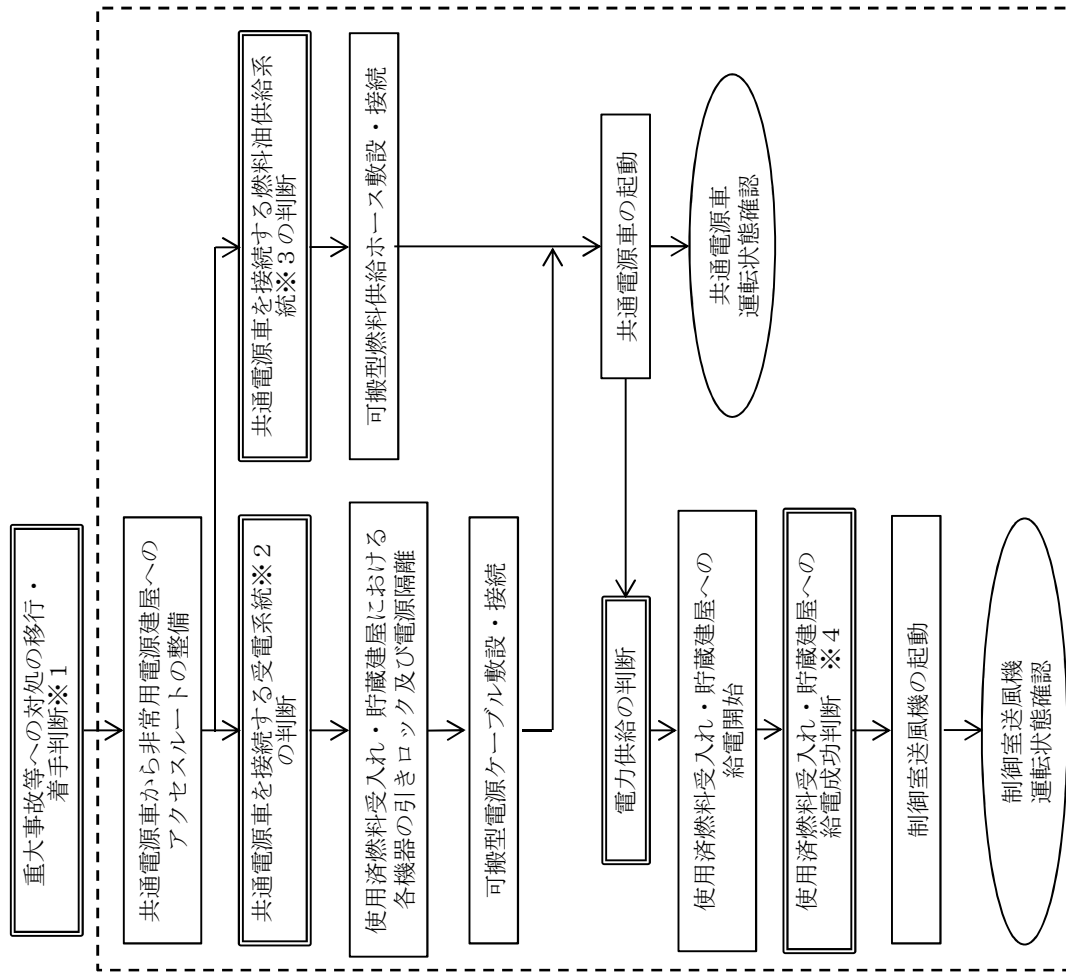 重大事故等への対処の移行・
着手判断※1
共通電源車から非常用電源建屋への
アクセスルートの整備
共通電源車を接続する受電系統※2
の判断
使用済燃料受入れ・貯蔵建屋における
各機器の引きロック及び電源隔離
可搬型電源ケーブル敷設・接続
共通電源車を接続する燃料油供給系
統※3の判断
可搬型燃料供給ホース敷設・接続
共通電源車の起動
共通電源車
運転状態確認
電力供給の判断
使用済燃料受入れ・貯蔵建屋への
給電開始
使用済燃料受入れ・貯蔵建屋への
給電成功判断 ※4
制御室送風機の起動
制御室送風機
運転状態確認